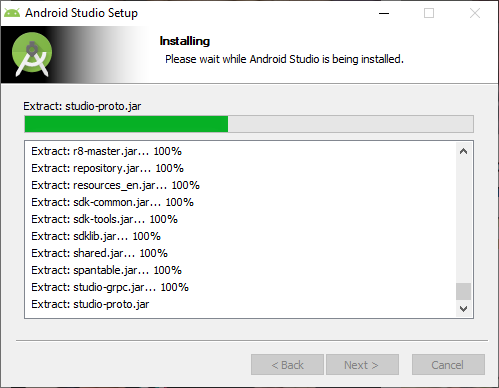 Android Studio Setup
Installing
Please wait while Android Studio is being installed.
Extract: studio-proto.jar
Extract: r8-master.jar... 100%
Extract: repository.jar... 100%
Extract: resources_en.jar... 100%
Extract: sdk-common.jar... 100%
Extract: sdk-tools.jar... 100%
Extract: sdklib.jar... 100%
Extract: shared.jar... 100%
Extract: spantable.jar... 100%
Extract: studio-grpc.jar... 100%
Extract: studio-proto.jar
< Back Next > Cancel